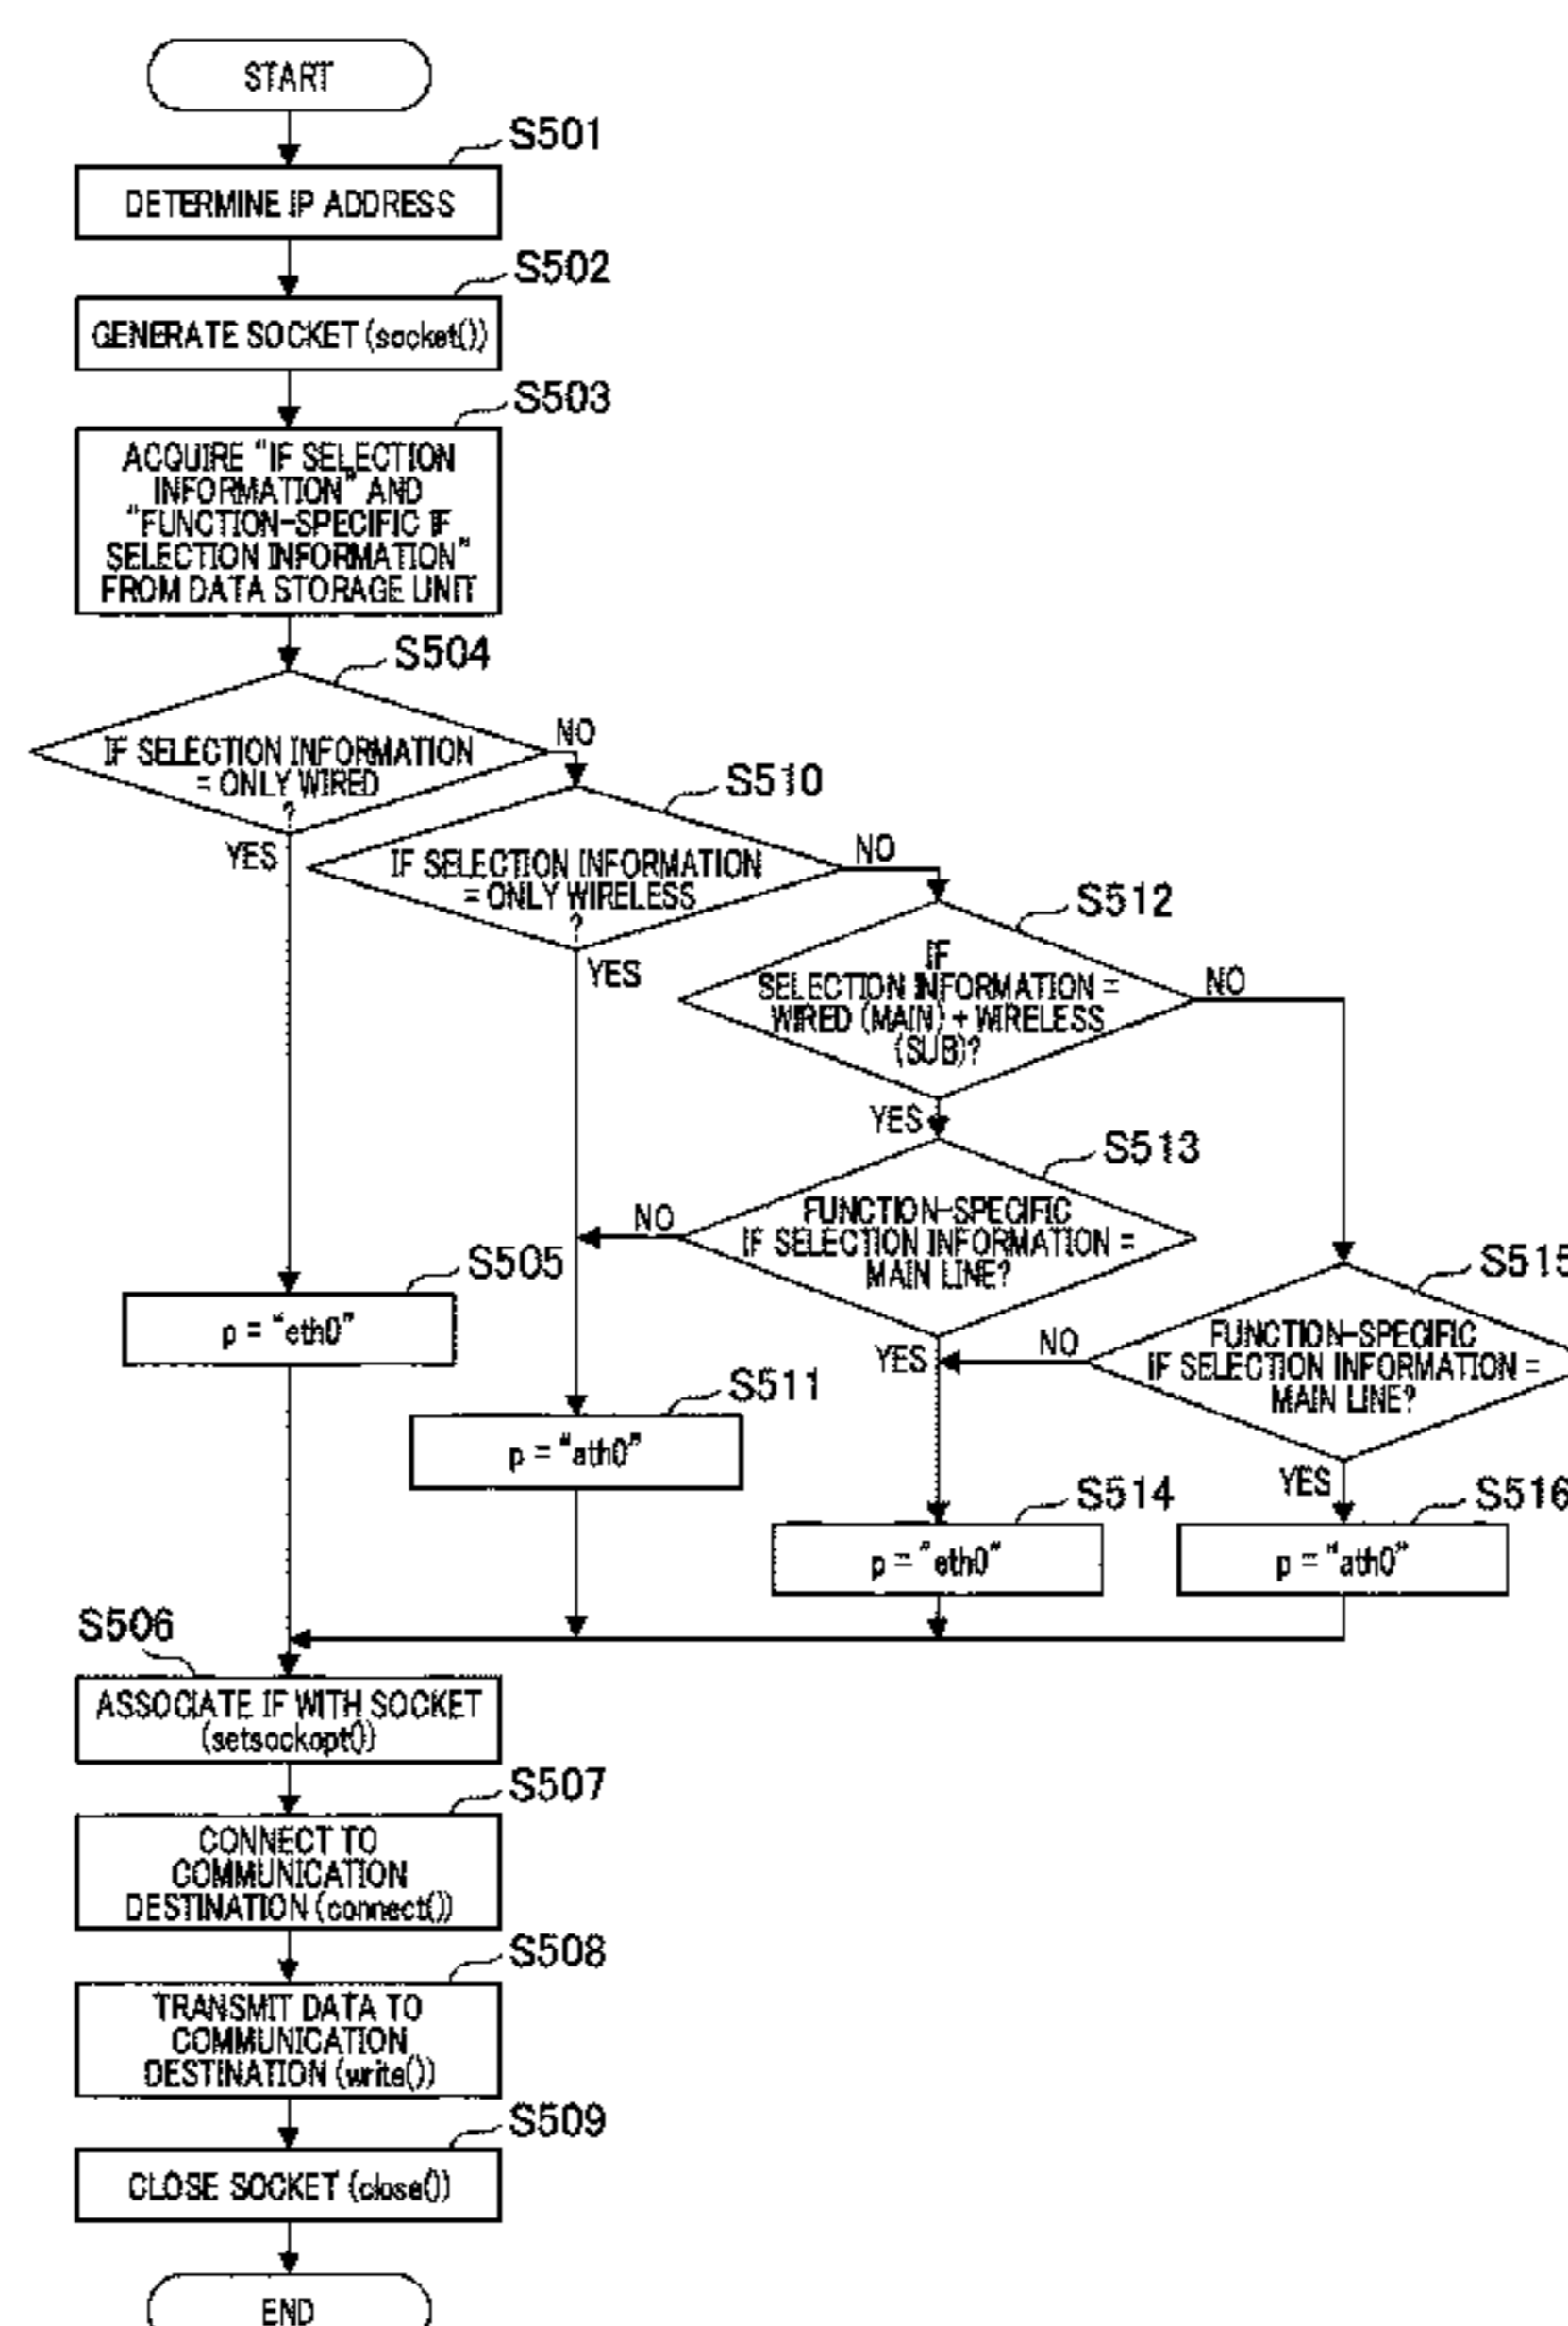 START
S501
DETERMINE IP ADDRESS
S502
GENERATE SOCKET (socket())
S503
ACQUIRE “IF SELECTION
INFORMATION” AND
“FUNCTION-SPECIFIC IF
SELECTION INFORMATION”
FROM DATA STORAGE UNIT
S504
IF SELECTION INFORMATION
= ONLY WIRED
?
NO
YES
S510
IF SELECTION INFORMATION
= ONLY WIRELESS
?
NO
YES
S512
IF
SELECTION INFORMATION =
WIRED (MAIN) + WIRELESS
(SUB)?
NO
YES
S513
FUNCTION-SPECIFIC
IF SELECTION INFORMATION =
MAIN LINE?
NO
YES
S515
FUNCTION-SPECIFIC
IF SELECTION INFORMATION =
MAIN LINE?
NO
YES
S505
p = “eth0”
S511
p = “ath0”
S514
p = “eth0”
S516
p = “ath0”
S506
ASSOCIATE IF WITH SOCKET
(setsockopt())
S507
CONNECT TO
COMMUNICATION
DESTINATION (connect())
S508
TRANSMIT DATA TO
COMMUNICATION
DESTINATION (write())
S509
CLOSE SOCKET (close())
END